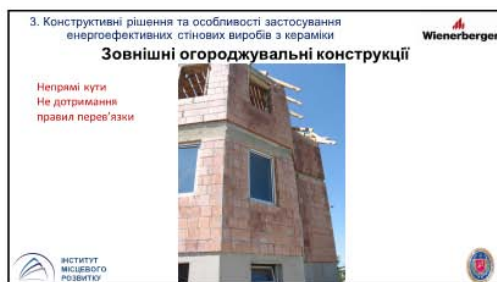 3. Конструктивні рішення та особливості застосування
енергоефективних стінових виробів з кераміки
Wienerberger
Зовнішні огороджувальні конструкції
Непрямі кути
Не дотримання
правил перев'язки
ІНСТИТУТ
МІСЦЕВОГО
РОЗВИТКУ